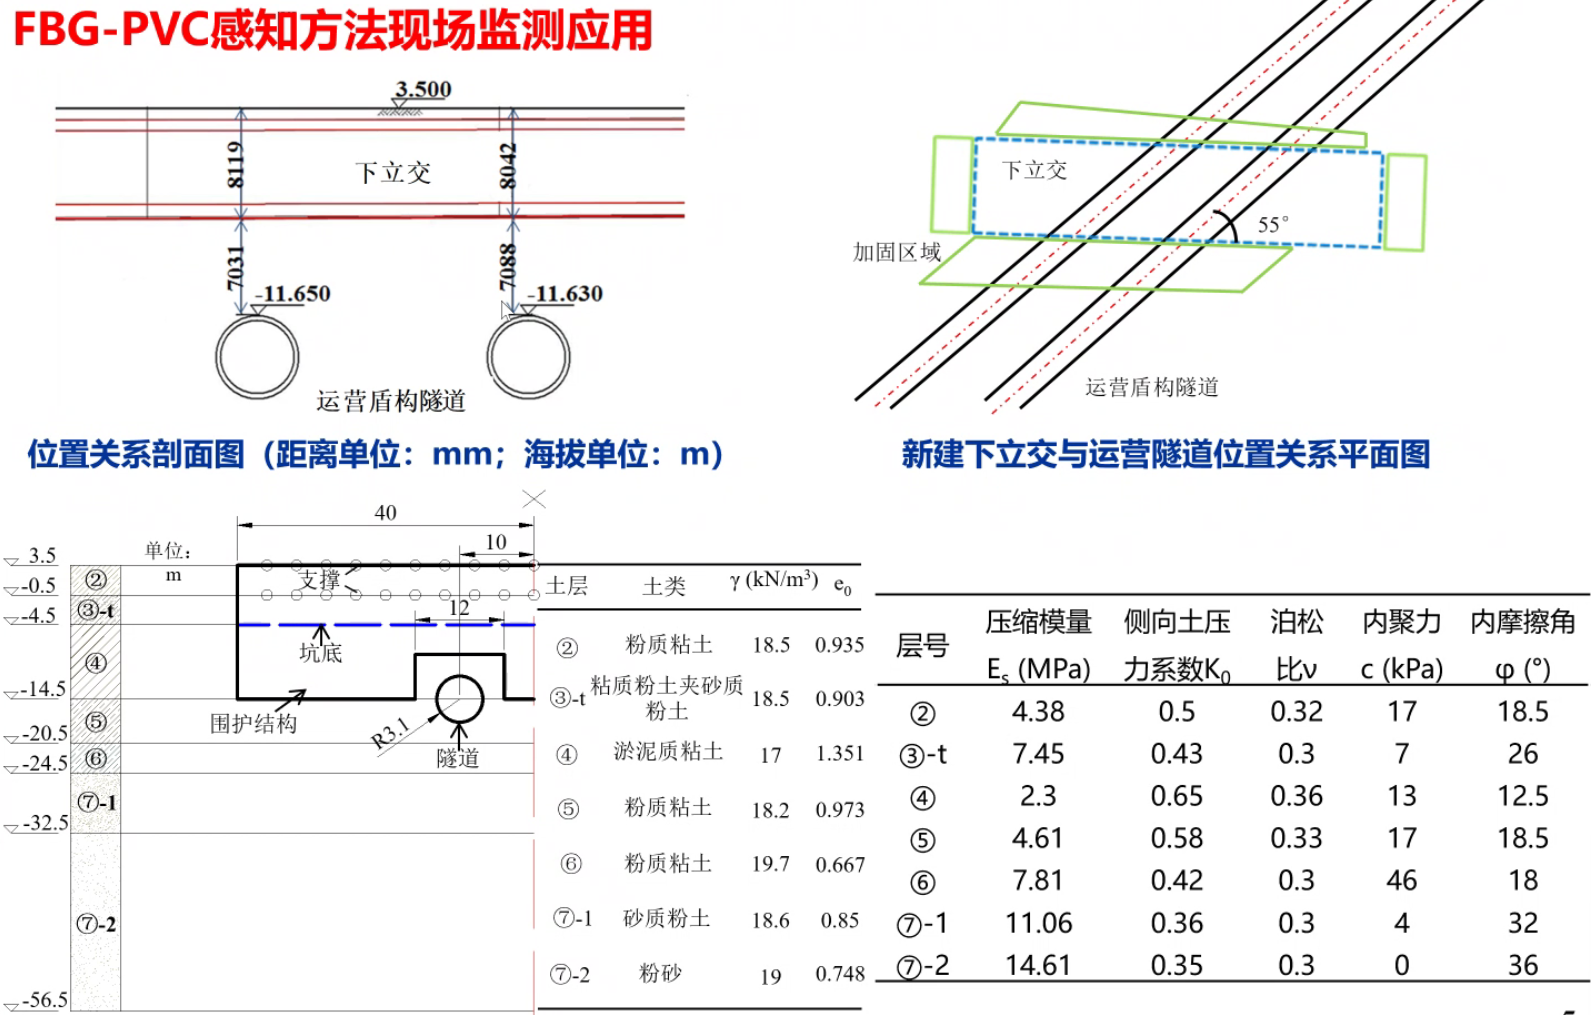 FBG-PVC感知方法现场监测应用
3.500
8119
下立交
8042
7031
7088
-11.650
-11.630
运营盾构隧道
位置关系剖面图（距离单位：mm；海拔单位：m）
下立交
55°
加固区域
运营盾构隧道
新建下立交与运营隧道位置关系平面图
40
10
单位：
m
3.5
-0.5
-4.5
-14.5
-20.5
-24.5
-32.5
-56.5
②
③-t
④
⑤
⑥
⑦-1
⑦-2
支撑
12
坑底
围护结构
R3.1
隧道
土层 土类 γ (kN/m³) e₀
② 粉质粘土 18.5 0.935
③-t 粘质粉土夹砂质粉土 18.5 0.903
④ 淤泥质粘土 17 1.351
⑤ 粉质粘土 18.2 0.973
⑥ 粉质粘土 19.7 0.667
⑦-1 砂质粉土 18.6 0.85
⑦-2 粉砂 19 0.748
层号 压缩模量 侧向土压 泊松 内聚力 内摩擦角
Eₛ (MPa) 力系数K₀ 比ν c (kPa) φ (°)
② 4.38 0.5 0.32 17 18.5
③-t 7.45 0.43 0.3 7 26
④ 2.3 0.65 0.36 13 12.5
⑤ 4.61 0.58 0.33 17 18.5
⑥ 7.81 0.42 0.3 46 18
⑦-1 11.06 0.36 0.3 4 32
⑦-2 14.61 0.35 0.3 0 36